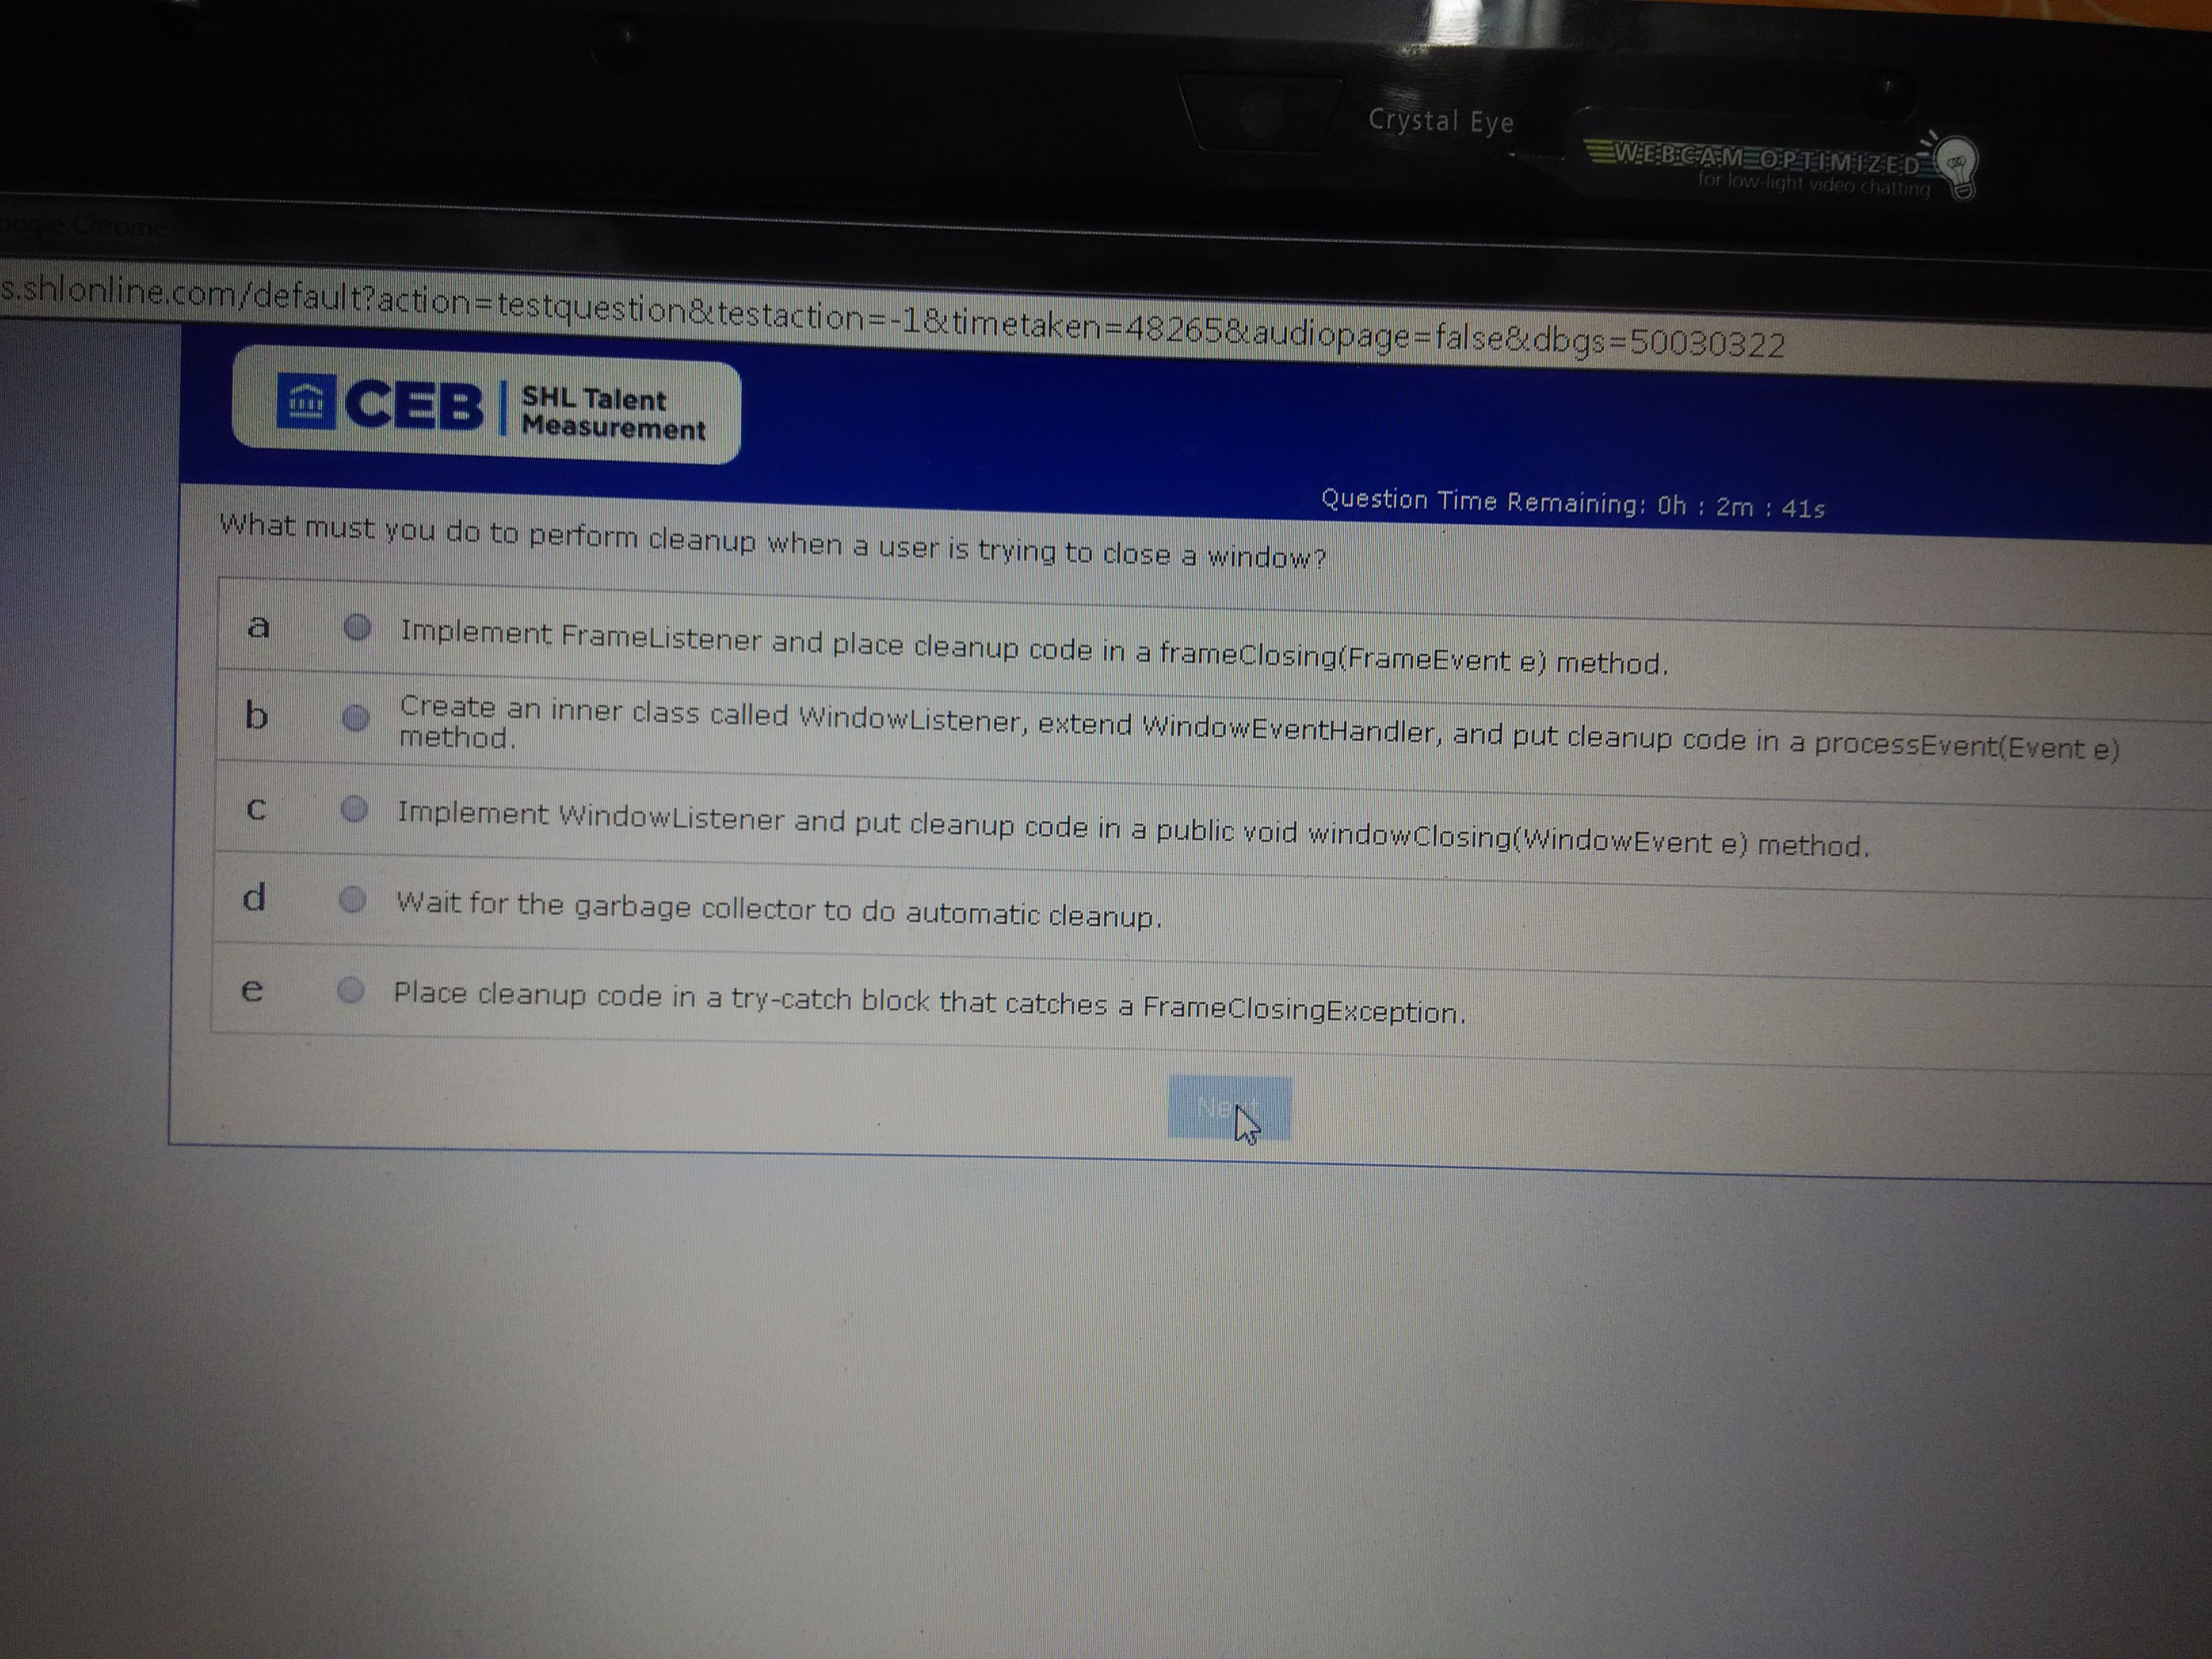 Crystal Eye
WEBCAM OPTIMIZED
for low-light video chatting
oogle Chrome
s.shlonline.com/default?action=testquestion&testaction=-1&timetaken=48265&audiopage=false&dbgs=50030322
CEB SHL Talent
Measurement
Question Time Remaining: 0h : 2m : 41s
What must you do to perform cleanup when a user is trying to close a window?
a Implement FrameListener and place cleanup code in a frameClosing(FrameEvent e) method.
b Create an inner class called WindowListener, extend WindowEventHandler, and put cleanup code in a processEvent(Event e)
method.
c Implement WindowListener and put cleanup code in a public void windowClosing(WindowEvent e) method.
d Wait for the garbage collector to do automatic cleanup.
e Place cleanup code in a try-catch block that catches a FrameClosingException.